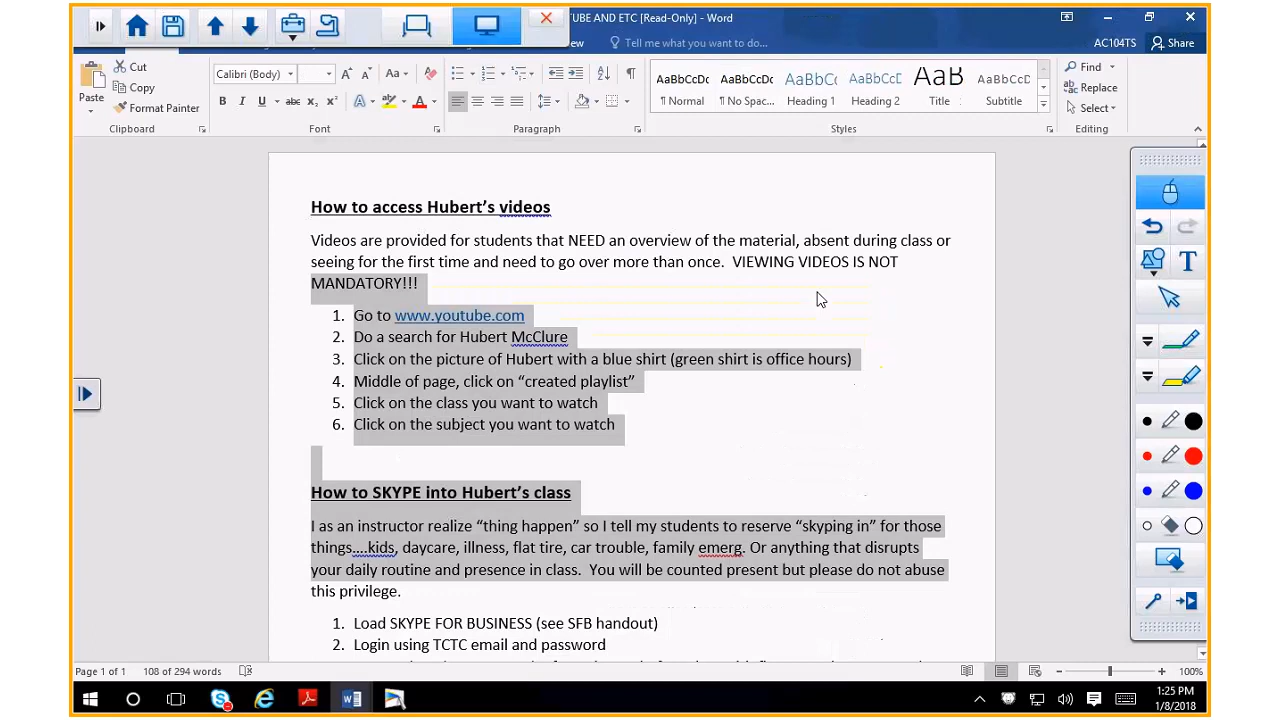 TUBE AND ETC [Read-Only] - Word
ew
Tell me what you want to do...
AC104TS
Share
Cut
Copy
Format Painter
Paste
Calibri (Body)
Aa
B I U abc x₂ x²
A A
¶
AaBbCcDc AaBbCcDc AaBbCc AaBbCcD AaB AaBbCcD
¶ Normal ¶ No Spac... Heading 1 Heading 2 Title Subtitle
Find
Replace
Select
Clipboard Font Paragraph Styles Editing
How to access Hubert's videos
Videos are provided for students that NEED an overview of the material, absent during class or
seeing for the first time and need to go over more than once. VIEWING VIDEOS IS NOT
MANDATORY!!!
1. Go to www.youtube.com
2. Do a search for Hubert McClure
3. Click on the picture of Hubert with a blue shirt (green shirt is office hours)
4. Middle of page, click on “created playlist”
5. Click on the class you want to watch
6. Click on the subject you want to watch
How to SKYPE into Hubert's class
I as an instructor realize “thing happen” so I tell my students to reserve “skyping in” for those
things....kids, daycare, illness, flat tire, car trouble, family emerg. Or anything that disrupts
your daily routine and presence in class. You will be counted present but please do not abuse
this privilege.
1. Load SKYPE FOR BUSINESS (see SFB handout)
2. Login using TCTC email and password
T
Page 1 of 1 108 of 294 words
100%
1:25 PM
1/8/2018